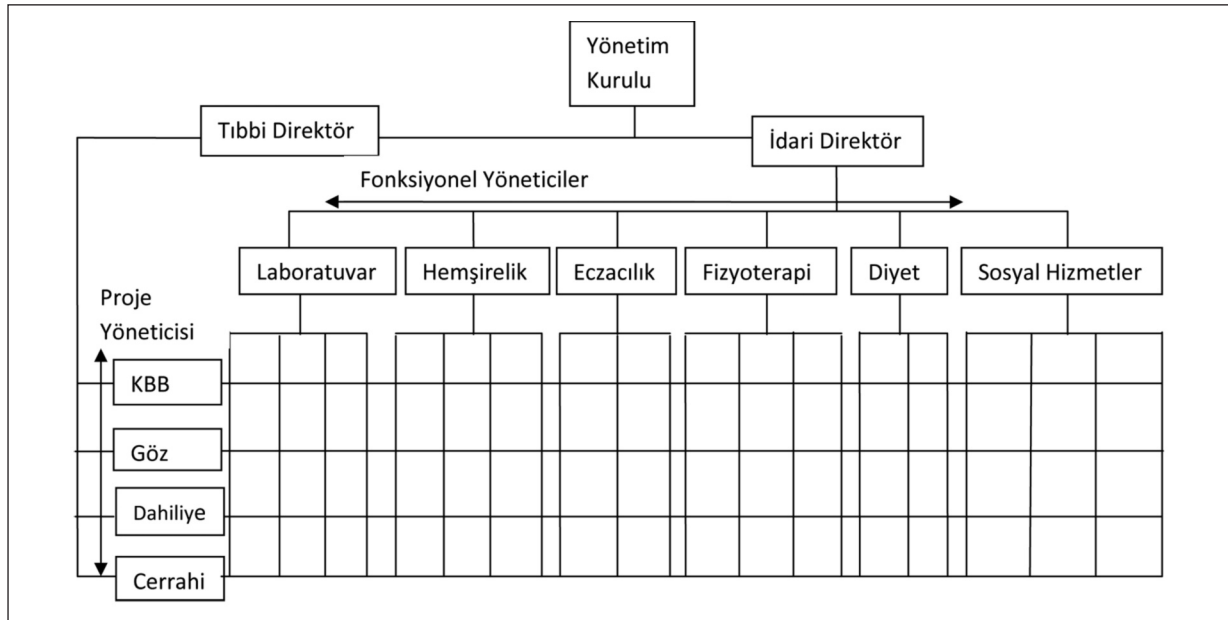 Yönetim
Kurulu
Tıbbi Direktör
İdari Direktör
Fonksiyonel Yöneticiler
Laboratuvar
Hemşirelik
Eczacılık
Fizyoterapi
Diyet
Sosyal Hizmetler
Proje
Yöneticisi
KBB
Göz
Dahiliye
Cerrahi